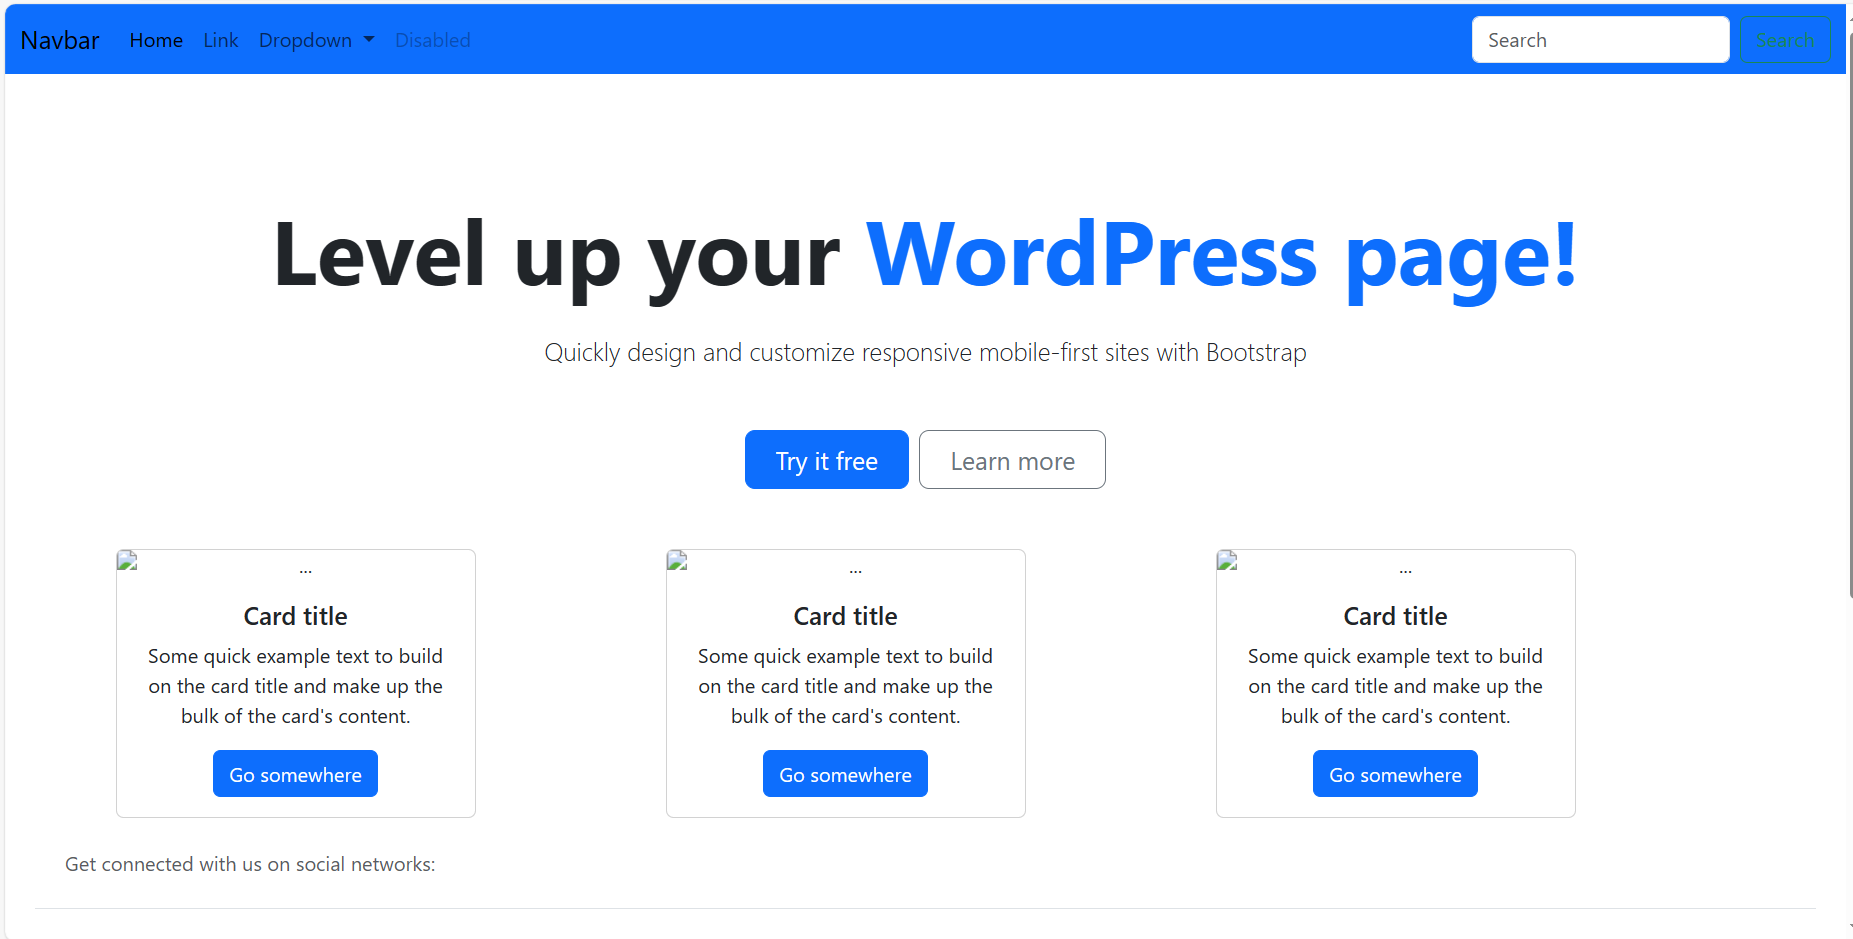 Navbar Home Link Dropdown Disabled Search Search
Level up your WordPress page!
Quickly design and customize responsive mobile-first sites with Bootstrap
Try it free Learn more
...
Card title
Some quick example text to build
on the card title and make up the
bulk of the card's content.
Go somewhere
...
Card title
Some quick example text to build
on the card title and make up the
bulk of the card's content.
Go somewhere
...
Card title
Some quick example text to build
on the card title and make up the
bulk of the card's content.
Go somewhere
Get connected with us on social networks: